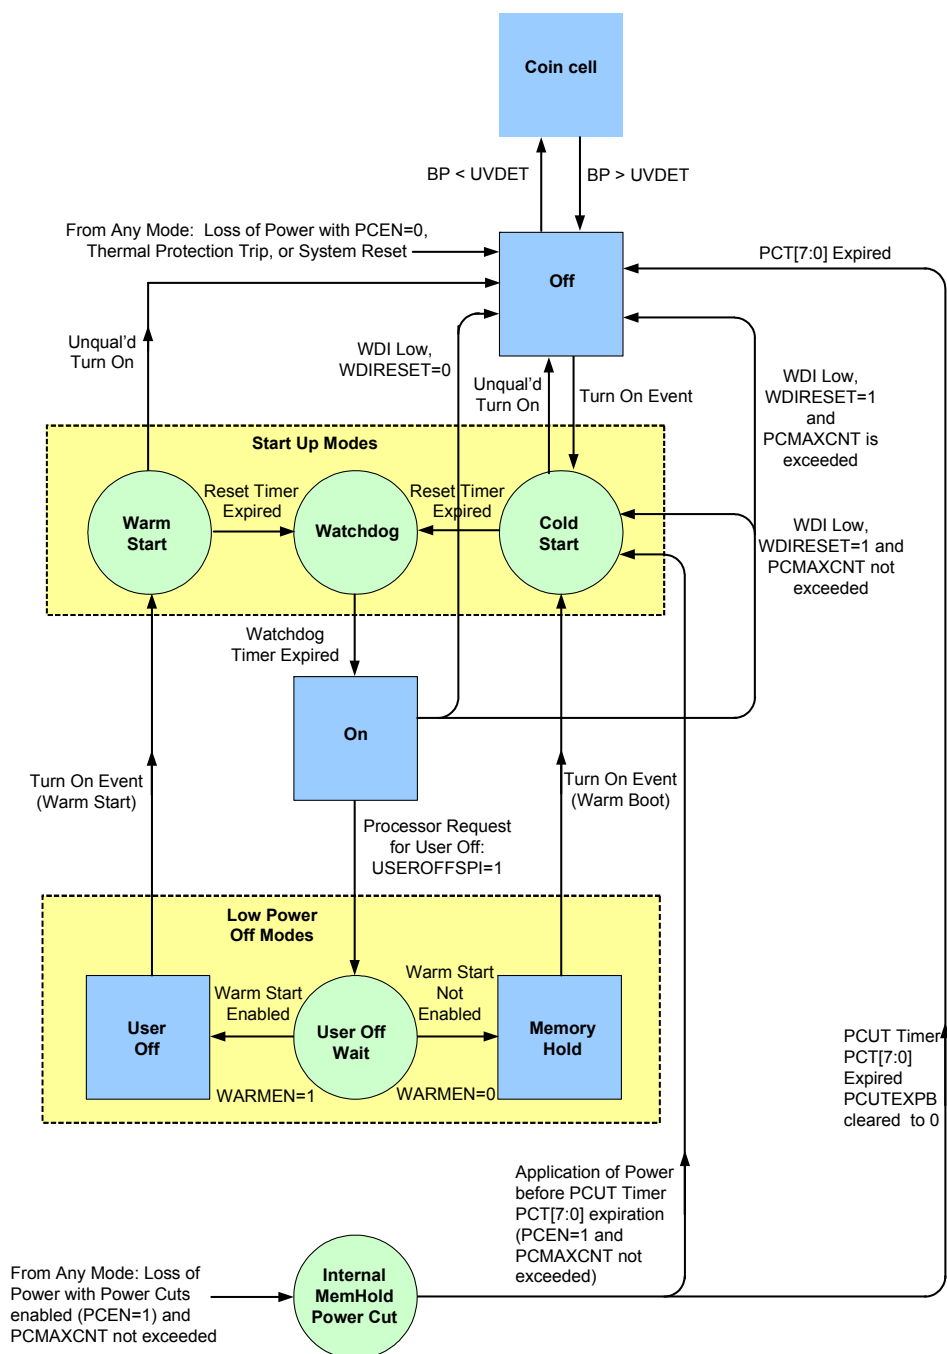 Coin cell
BP < UVDET
BP > UVDET
From Any Mode:  Loss of Power with PCEN=0,
Thermal Protection Trip, or System Reset
Off
PCT[7:0] Expired
Unqual'd
Turn On
WDI Low,
WDIRESET=0
Unqual'd
Turn On
Turn On Event
WDI Low,
WDIRESET=1
and
PCMAXCNT is
exceeded
Start Up Modes
Warm
Start
Reset Timer
Expired
Watchdog
Reset Timer
Expired
Cold
Start
WDI Low,
WDIRESET=1 and
PCMAXCNT not
exceeded
Watchdog
Timer Expired
On
Turn On Event
(Warm Start)
Turn On Event
(Warm Boot)
Processor Request
for User Off:
USEROFFSPI=1
Low Power
Off Modes
User
Off
Warm Start
Enabled
WARMEN=1
User Off
Wait
Warm Start
Not
Enabled
WARMEN=0
Memory
Hold
PCUT Timer
PCT[7:0]
Expired
PCUTEXPB
cleared  to 0
Application of Power
before PCUT Timer
PCT[7:0] expiration
(PCEN=1 and
PCMAXCNT not
exceeded)
From Any Mode: Loss of
Power with Power Cuts
enabled (PCEN=1) and
PCMAXCNT not exceeded
Internal
MemHold
Power Cut